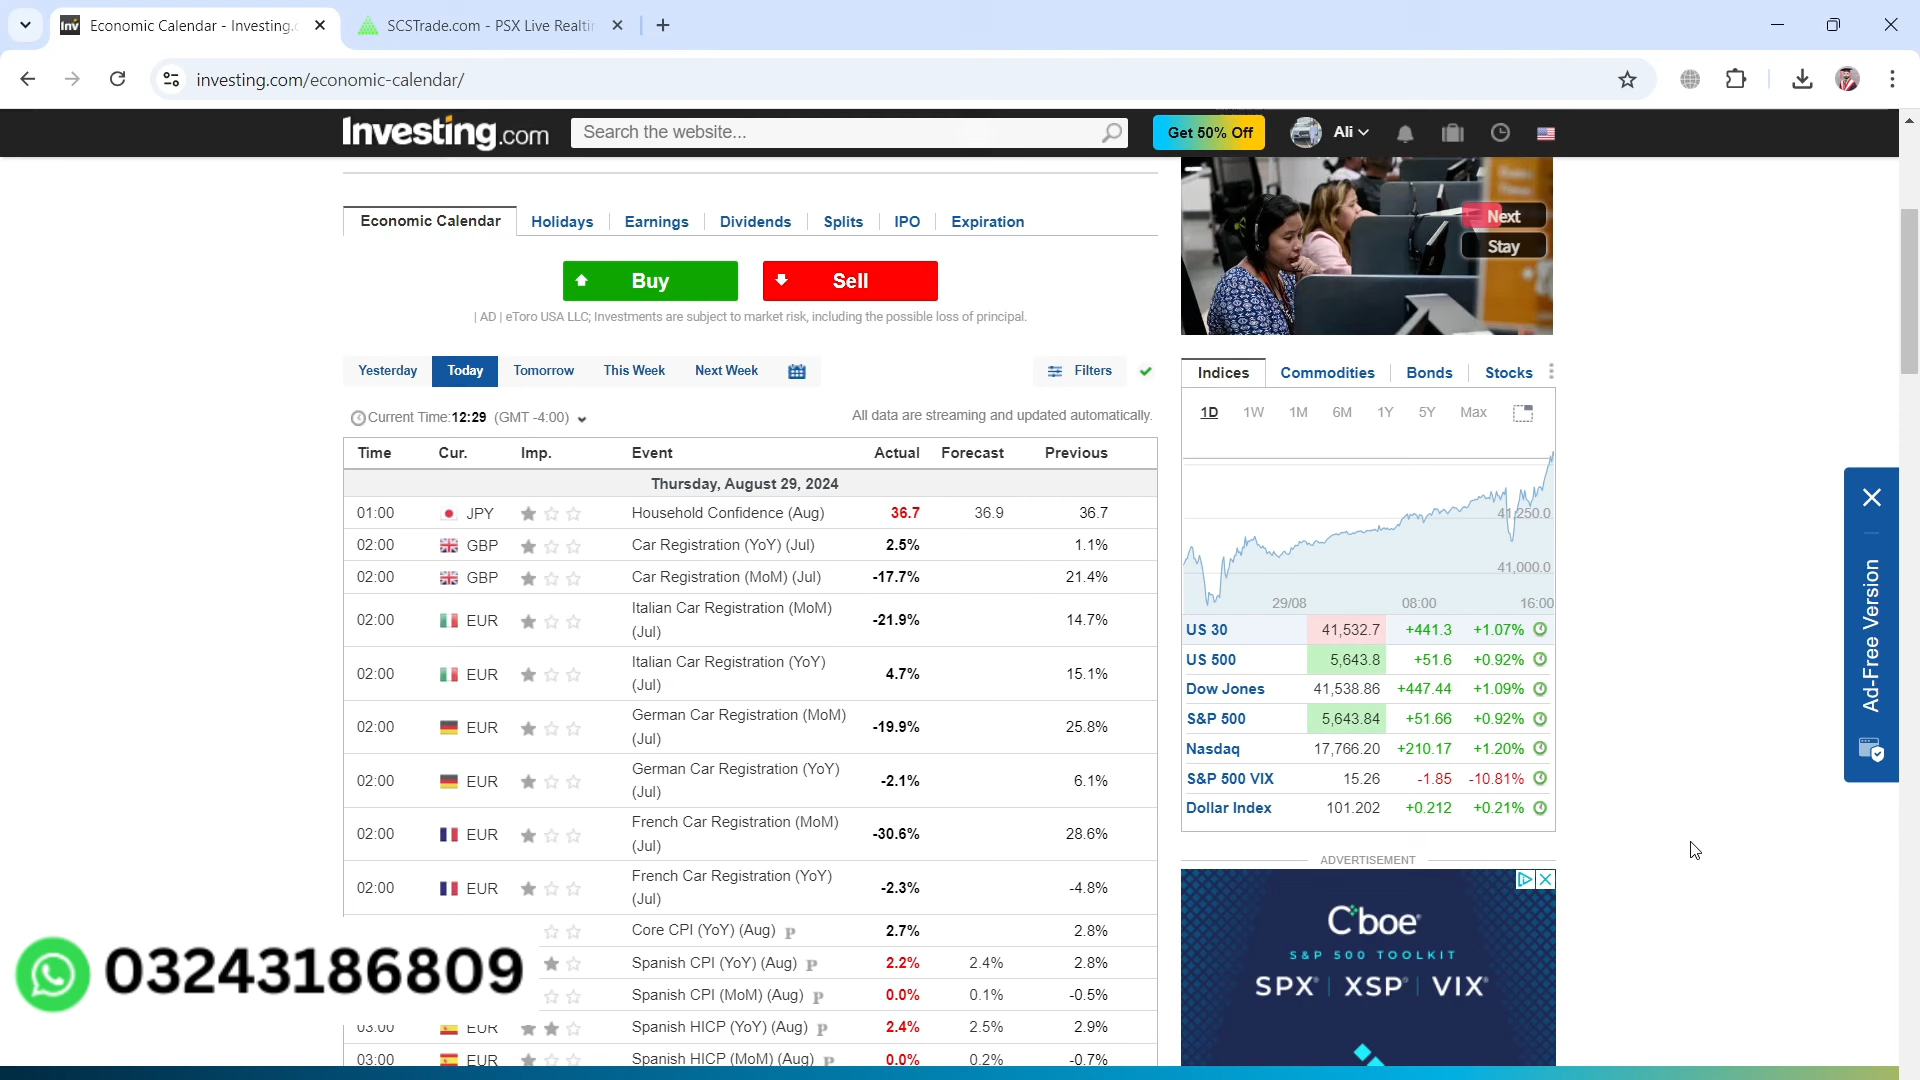 Economic Calendar - Investing.c
SCSTrade.com - PSX Live Realtin
investing.com/economic-calendar/
Investing.com
Search the website...
Get 50% Off
Ali
Economic Calendar Holidays Earnings Dividends Splits IPO Expiration
Buy
Sell
| AD | eToro USA LLC; Investments are subject to market risk, including the possible loss of principal.
Yesterday Today Tomorrow This Week Next Week
Filters
Current Time:12:29 (GMT -4:00)
All data are streaming and updated automatically.
Time Cur. Imp. Event Actual Forecast Previous
Thursday, August 29, 2024
01:00 JPY Household Confidence (Aug) 36.7 36.9 36.7
02:00 GBP Car Registration (YoY) (Jul) 2.5% 1.1%
02:00 GBP Car Registration (MoM) (Jul) -17.7% 21.4%
02:00 EUR Italian Car Registration (MoM) (Jul) -21.9% 14.7%
02:00 EUR Italian Car Registration (YoY) (Jul) 4.7% 15.1%
02:00 EUR German Car Registration (MoM) (Jul) -19.9% 25.8%
02:00 EUR German Car Registration (YoY) (Jul) -2.1% 6.1%
02:00 EUR French Car Registration (MoM) (Jul) -30.6% 28.6%
02:00 EUR French Car Registration (YoY) (Jul) -2.3% -4.8%
Core CPI (YoY) (Aug) P 2.7% 2.8%
Spanish CPI (YoY) (Aug) P 2.2% 2.4% 2.8%
Spanish CPI (MoM) (Aug) P 0.0% 0.1% -0.5%
03:00 EUR Spanish HICP (YoY) (Aug) P 2.4% 2.5% 2.9%
03:00 EUR Spanish HICP (MoM) (Aug) P 0.0% 0.2% -0.7%
03243186809
Next
Stay
Indices Commodities Bonds Stocks
1D 1W 1M 6M 1Y 5Y Max
41,250.0
41,000.0
29/08 08:00 16:00
US 30 41,532.7 +441.3 +1.07%
US 500 5,643.8 +51.6 +0.92%
Dow Jones 41,538.86 +447.44 +1.09%
S&P 500 5,643.84 +51.66 +0.92%
Nasdaq 17,766.20 +210.17 +1.20%
S&P 500 VIX 15.26 -1.85 -10.81%
Dollar Index 101.202 +0.212 +0.21%
ADVERTISEMENT
Cboe
S&P 500 TOOLKIT
SPX | XSP | VIX
Ad-Free Version